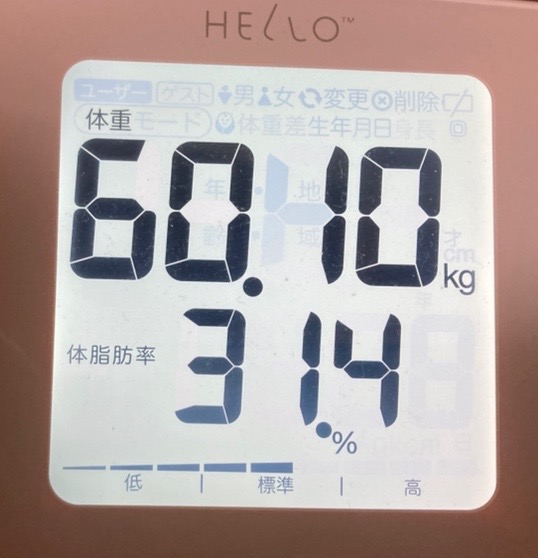 HELLO™
ユーザー ゲスト 男 女 変更 削除
体重 モード 体重差 生年月日 身長
60.10 kg
年齢 地域 才 cm
体脂肪率 31.4 %
低 標準 高